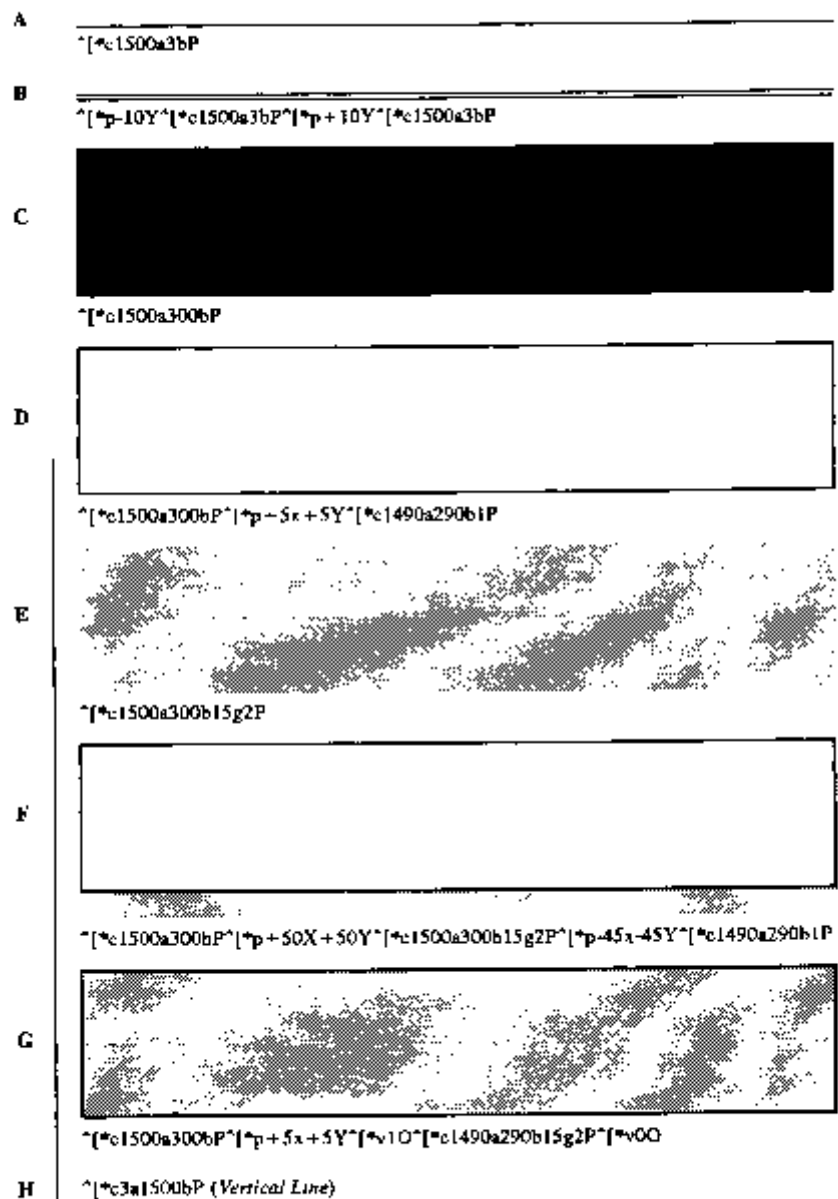 A
^[*c1500a3bP
B
^[*p-10Y^[*c1500a3bP^[*p+10Y^[*c1500a3bP
C
^[*c1500a300bP
D
^[*c1500a300bP^[*p+5x+5Y^[*c1490a290b1P
E
^[*c1500a300b15g2P
F
^[*c1500a300bP^[*p+50X+50Y^[*c1500a300b15g2P^[*p-45x-45Y^[*c1490a290b1P
G
^[*c1500a300bP^[*p+5x+5Y^[*v1O^[*c1490a290b15g2P^[*v0O
H ^[*c3a1500bP (Vertical Line)